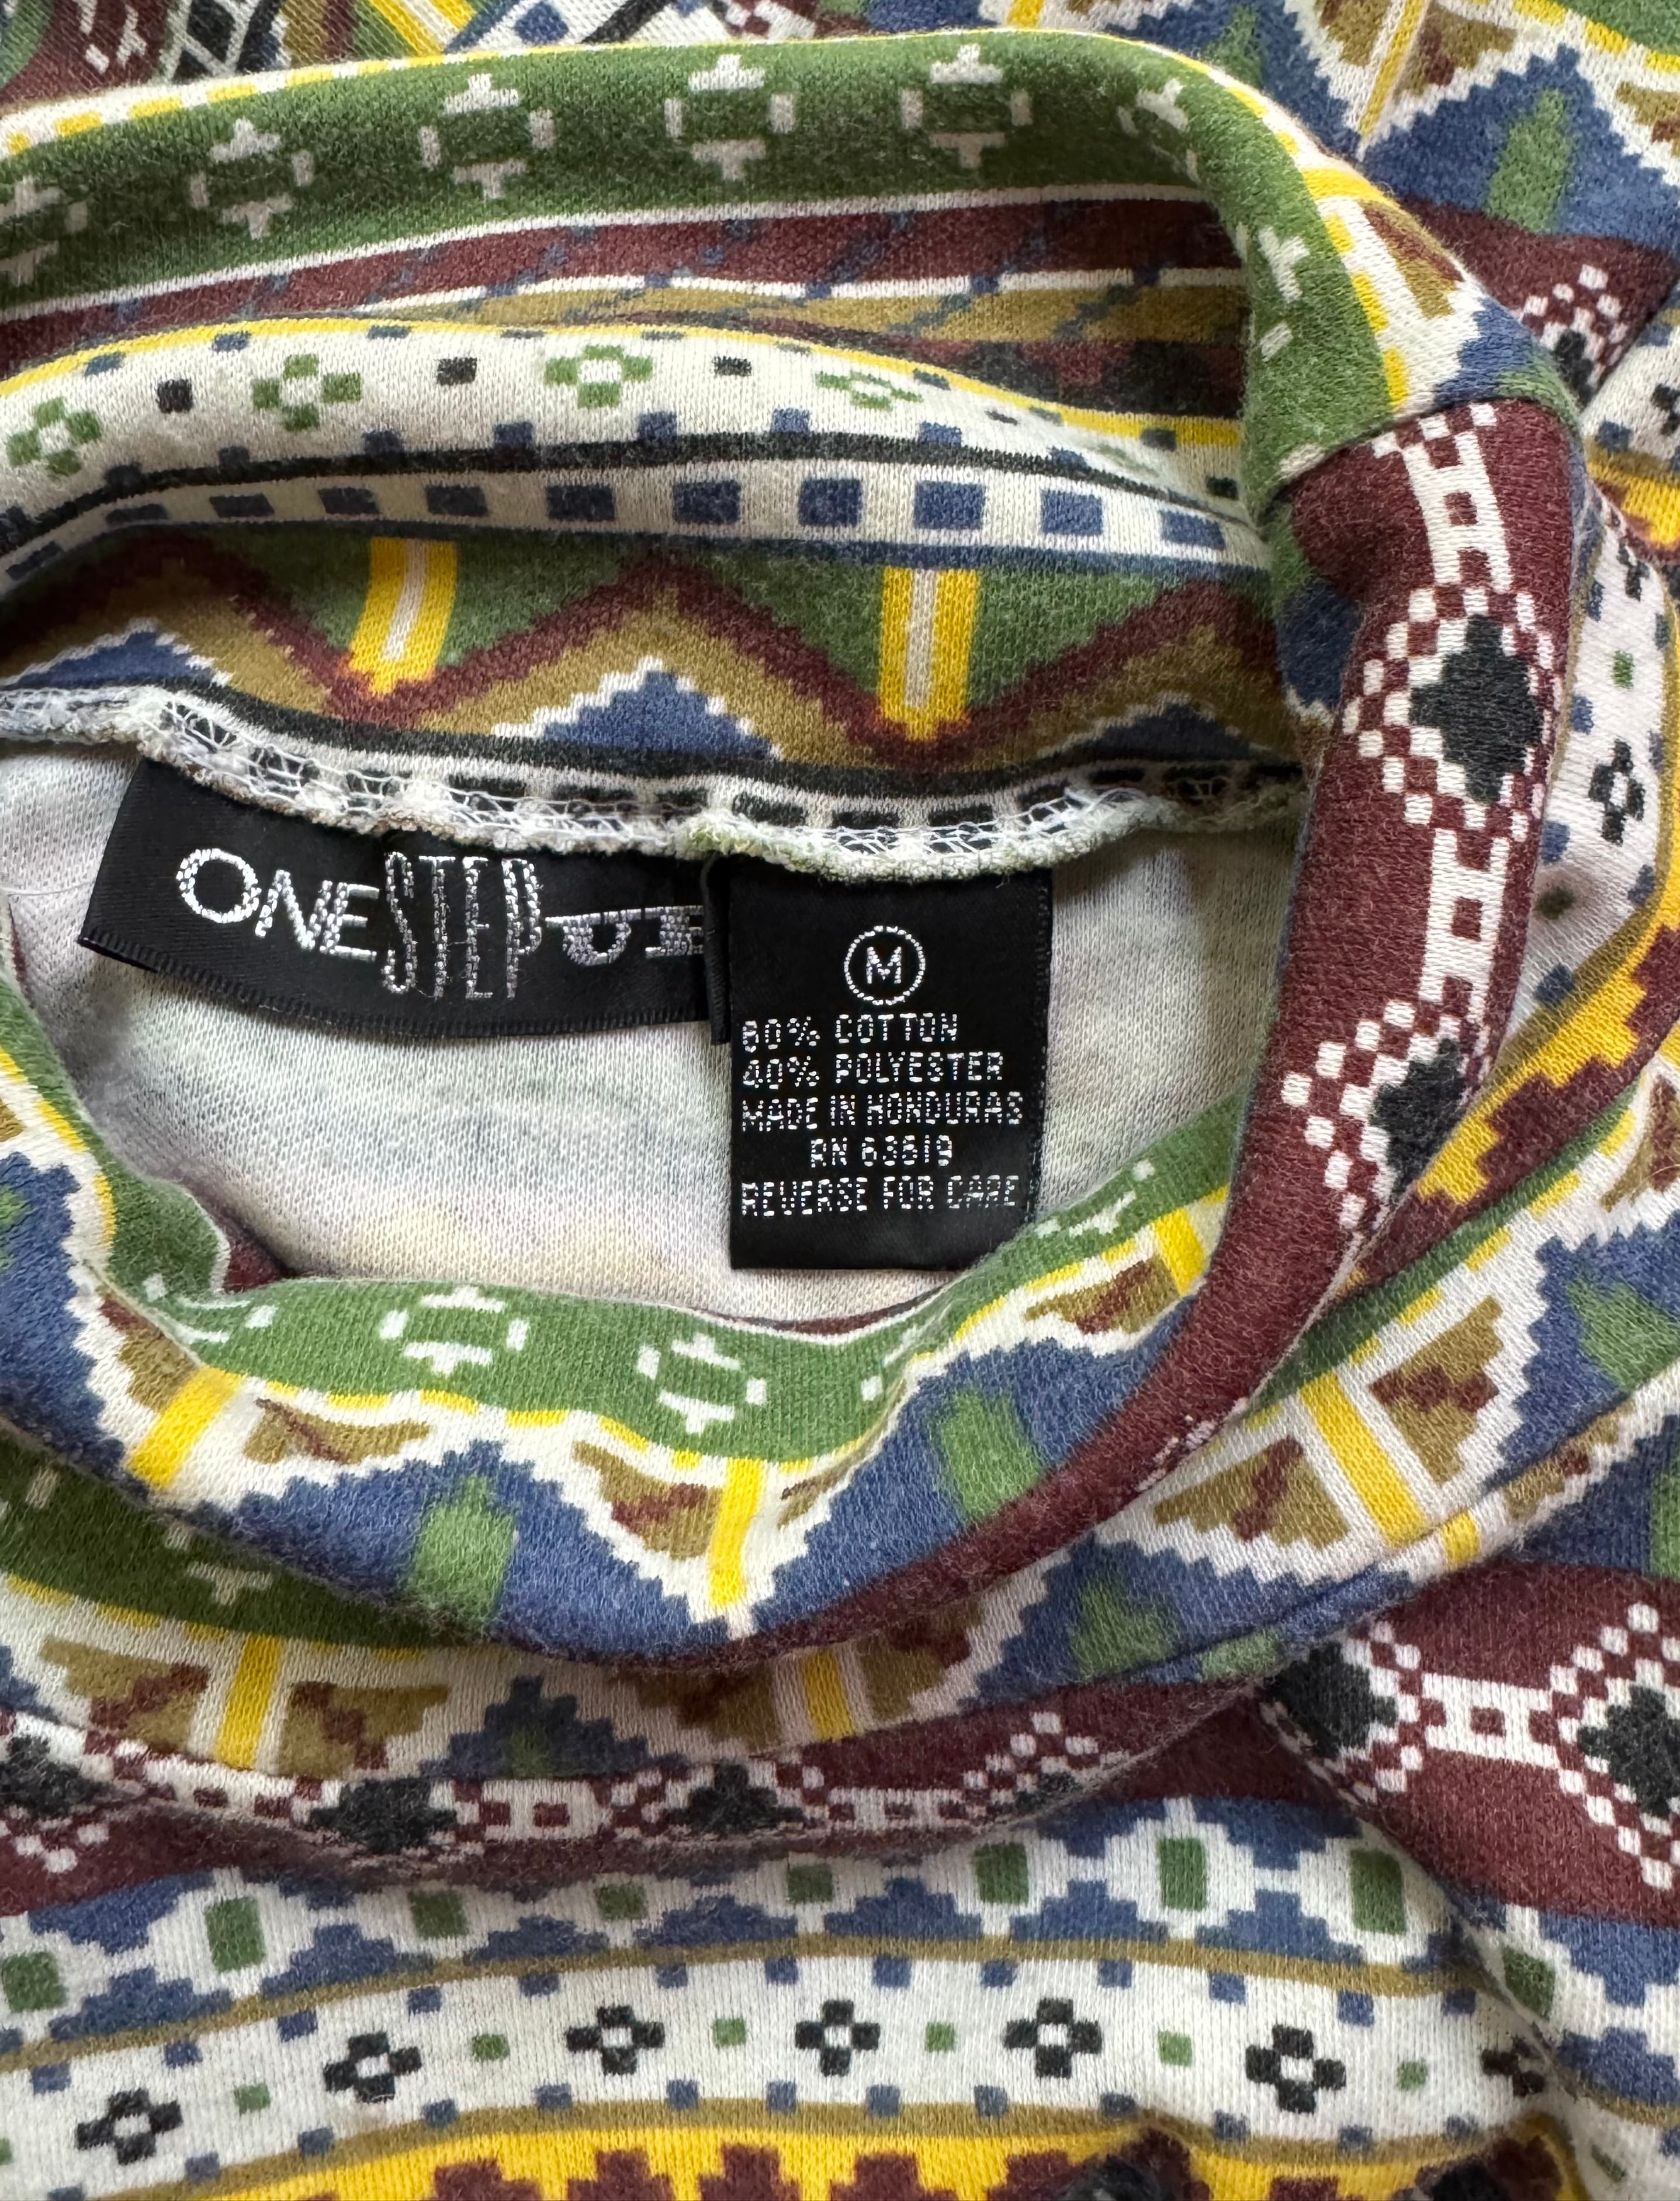 ONE STEP UP
M
60% COTTON
40% POLYESTER
MADE IN HONDURAS
RN 63619
REVERSE FOR CARE